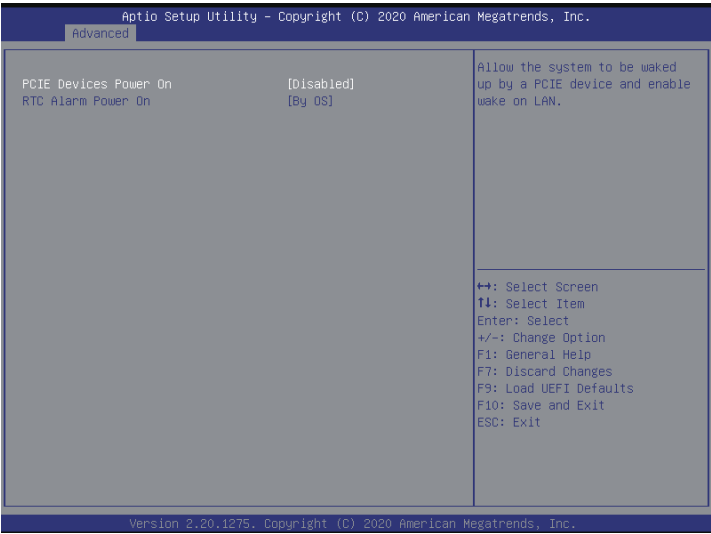 Aptio Setup Utility – Copyright (C) 2020 American Megatrends, Inc.
Advanced
PCIE Devices Power On [Disabled]
RTC Alarm Power On [By OS]
Allow the system to be waked
up by a PCIE device and enable
wake on LAN.
↔: Select Screen
↑↓: Select Item
Enter: Select
+/-: Change Option
F1: General Help
F7: Discard Changes
F9: Load UEFI Defaults
F10: Save and Exit
ESC: Exit
Version 2.20.1275. Copyright (C) 2020 American Megatrends, Inc.